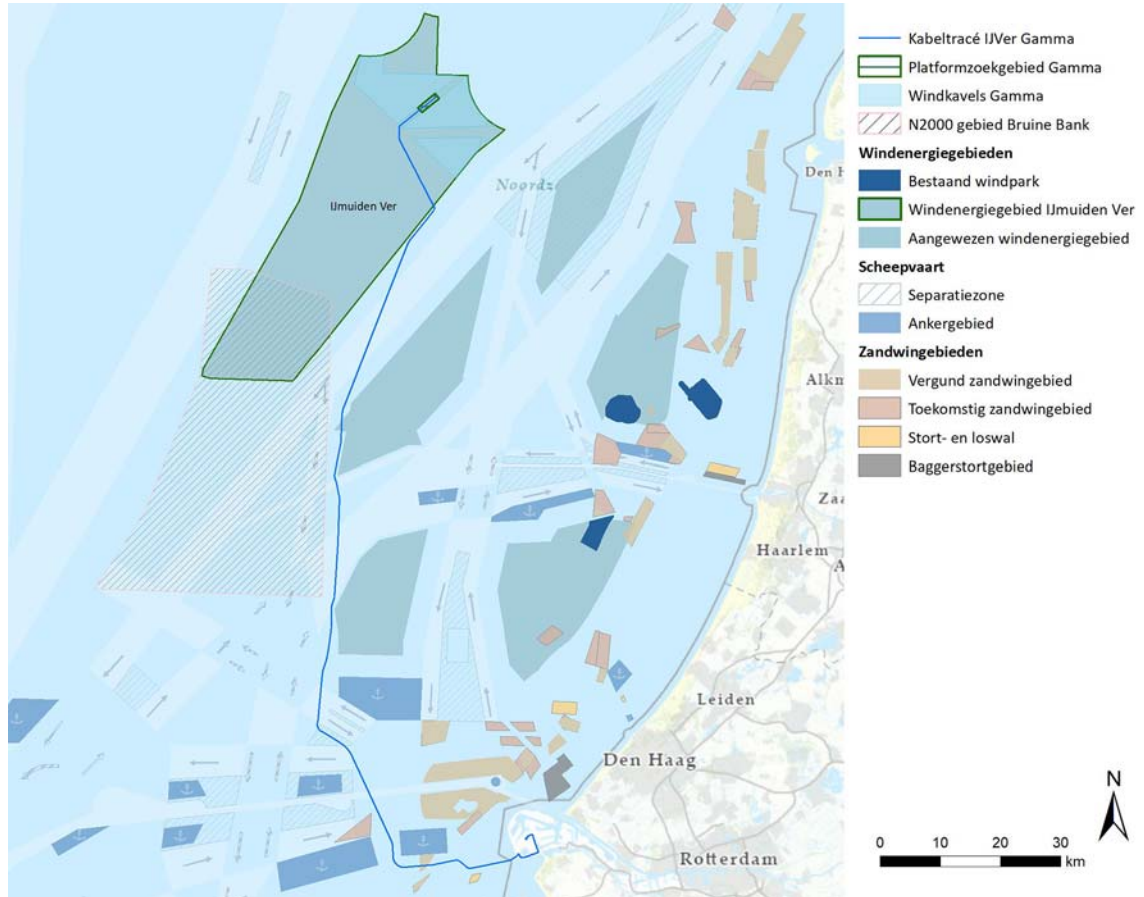 Noordz
IJmuiden Ver
Den H
Alkm
Zaa
Haarlem
A
Leiden
Den Haag
Rotterdam
Kabeltracé IJVer Gamma
Platformzoekgebied Gamma
Windkavels Gamma
N2000 gebied Bruine Bank
Windenergiegebieden
Bestaand windpark
Windenergiegebied IJmuiden Ver
Aangewezen windenergiegebied
Scheepvaart
Separatiezone
Ankergebied
Zandwingebieden
Vergund zandwingebied
Toekomstig zandwingebied
Stort- en loswal
Baggerstortgebied
N
0 10 20 30
km